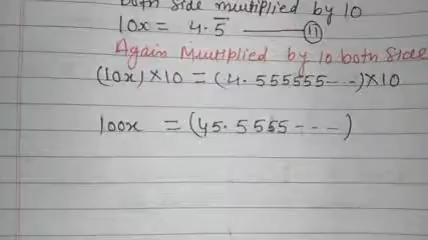 both side multiplied by 10
10x = 4.5̅ —— (11)
Again Multiplied by 10 both side
(10x)×10 = (4.555555---)×10
100x = (45.5555---)